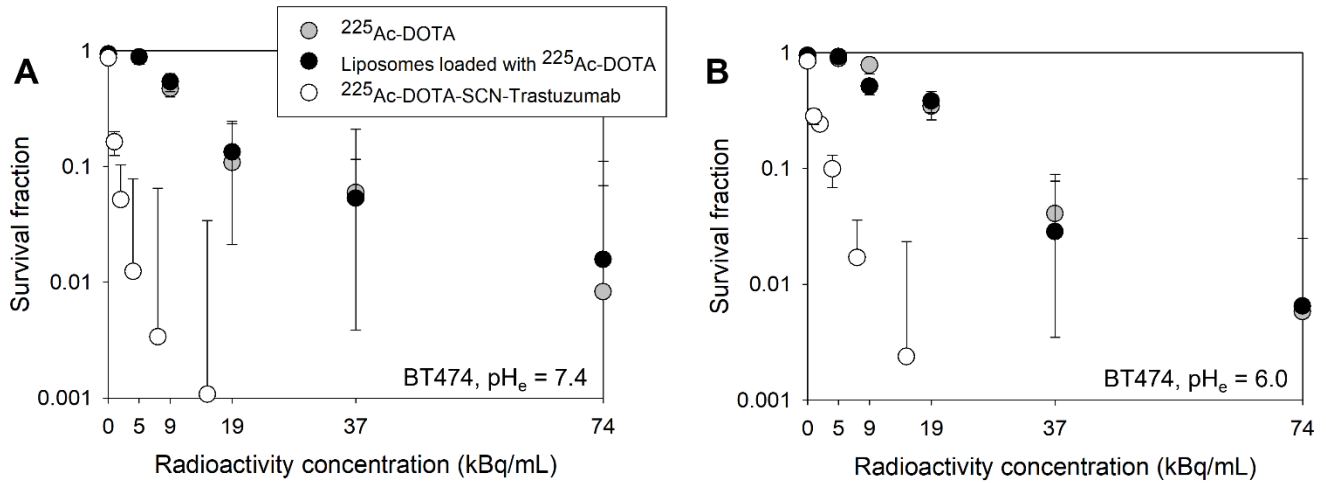 A
²²⁵Ac-DOTA
Liposomes loaded with ²²⁵Ac-DOTA
²²⁵Ac-DOTA-SCN-Trastuzumab
Survival fraction
1
0.1
0.01
0.001
BT474, pHₑ = 7.4
0 5 9 19 37 74
Radioactivity concentration (kBq/mL)
B
Survival fraction
1
0.1
0.01
0.001
BT474, pHₑ = 6.0
0 5 9 19 37 74
Radioactivity concentration (kBq/mL)